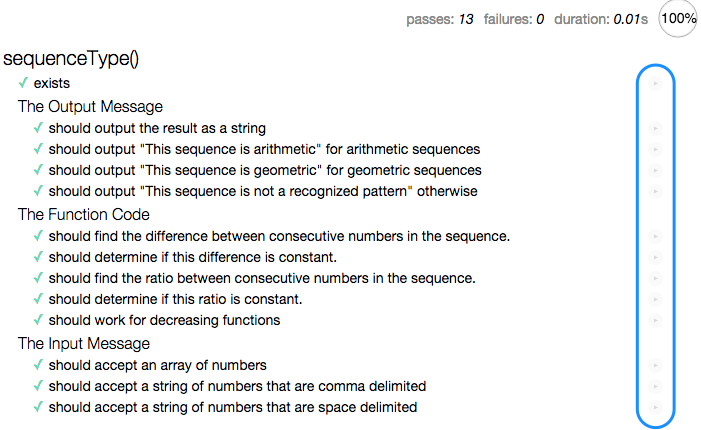 passes: 13 failures: 0 duration: 0.01s 100%
sequenceType()
✓ exists
The Output Message
✓ should output the result as a string
✓ should output "This sequence is arithmetic" for arithmetic sequences
✓ should output "This sequence is geometric" for geometric sequences
✓ should output "This sequence is not a recognized pattern" otherwise
The Function Code
✓ should find the difference between consecutive numbers in the sequence.
✓ should determine if this difference is constant.
✓ should find the ratio between consecutive numbers in the sequence.
✓ should determine if this ratio is constant.
✓ should work for decreasing functions
The Input Message
✓ should accept an array of numbers
✓ should accept a string of numbers that are comma delimited
✓ should accept a string of numbers that are space delimited